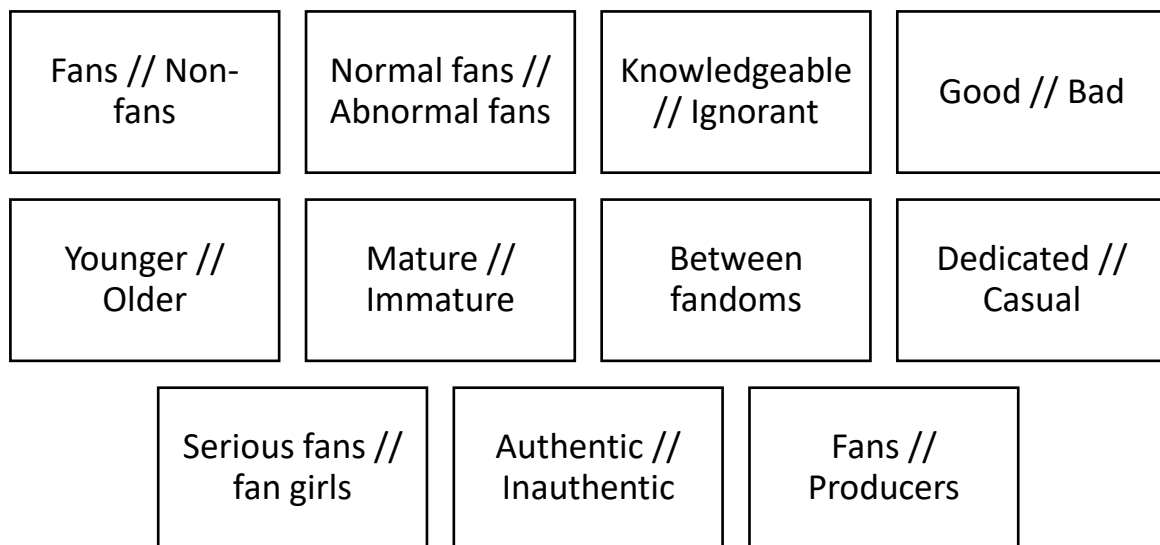 Fans // Non-
fans
Normal fans //
Abnormal fans
Knowledgeable
// Ignorant
Good // Bad
Younger //
Older
Mature //
Immature
Between
fandoms
Dedicated //
Casual
Serious fans //
fan girls
Authentic //
Inauthentic
Fans //
Producers